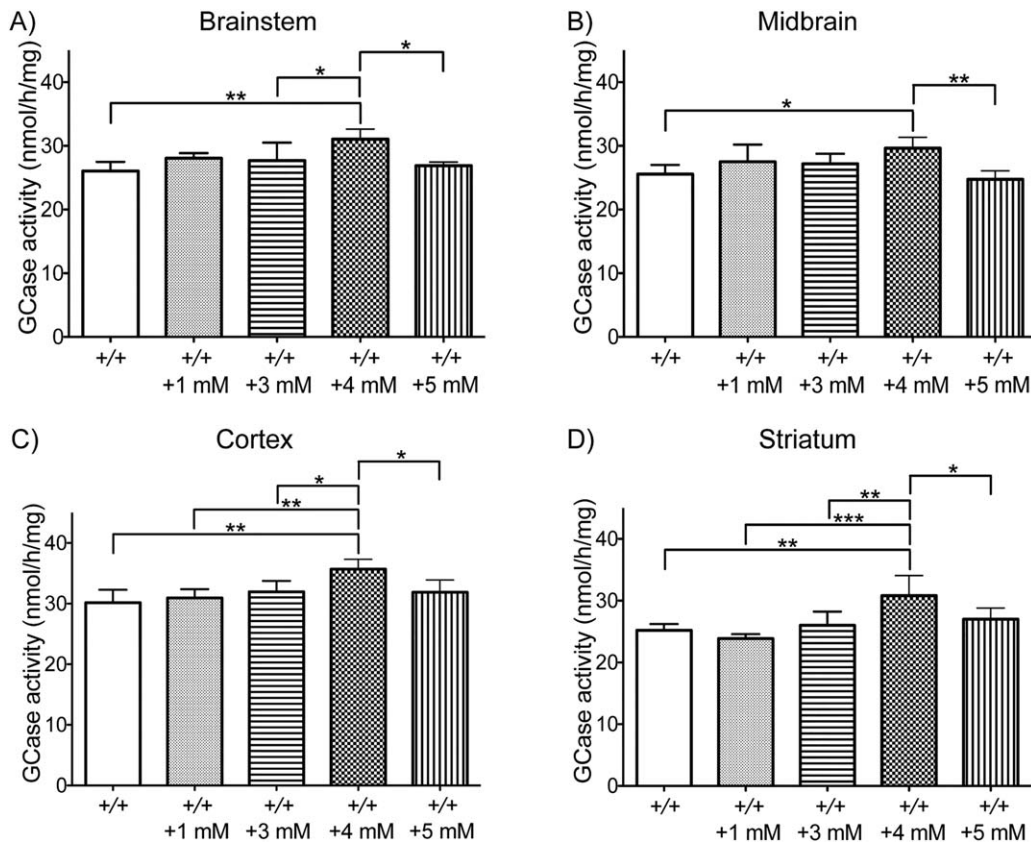 A) Brainstem
GCase activity (nmol/h/mg)
40
30
20
10
0
**
*
*
+/+ +/+ +/+ +/+ +/+
+1 mM +3 mM +4 mM +5 mM
B) Midbrain
GCase activity (nmol/h/mg)
40
30
20
10
0
*
**
+/+ +/+ +/+ +/+ +/+
+1 mM +3 mM +4 mM +5 mM
C) Cortex
GCase activity (nmol/h/mg)
40
30
20
10
0
**
**
*
*
+/+ +/+ +/+ +/+ +/+
+1 mM +3 mM +4 mM +5 mM
D) Striatum
GCase activity (nmol/h/mg)
40
30
20
10
0
**
***
**
*
+/+ +/+ +/+ +/+ +/+
+1 mM +3 mM +4 mM +5 mM